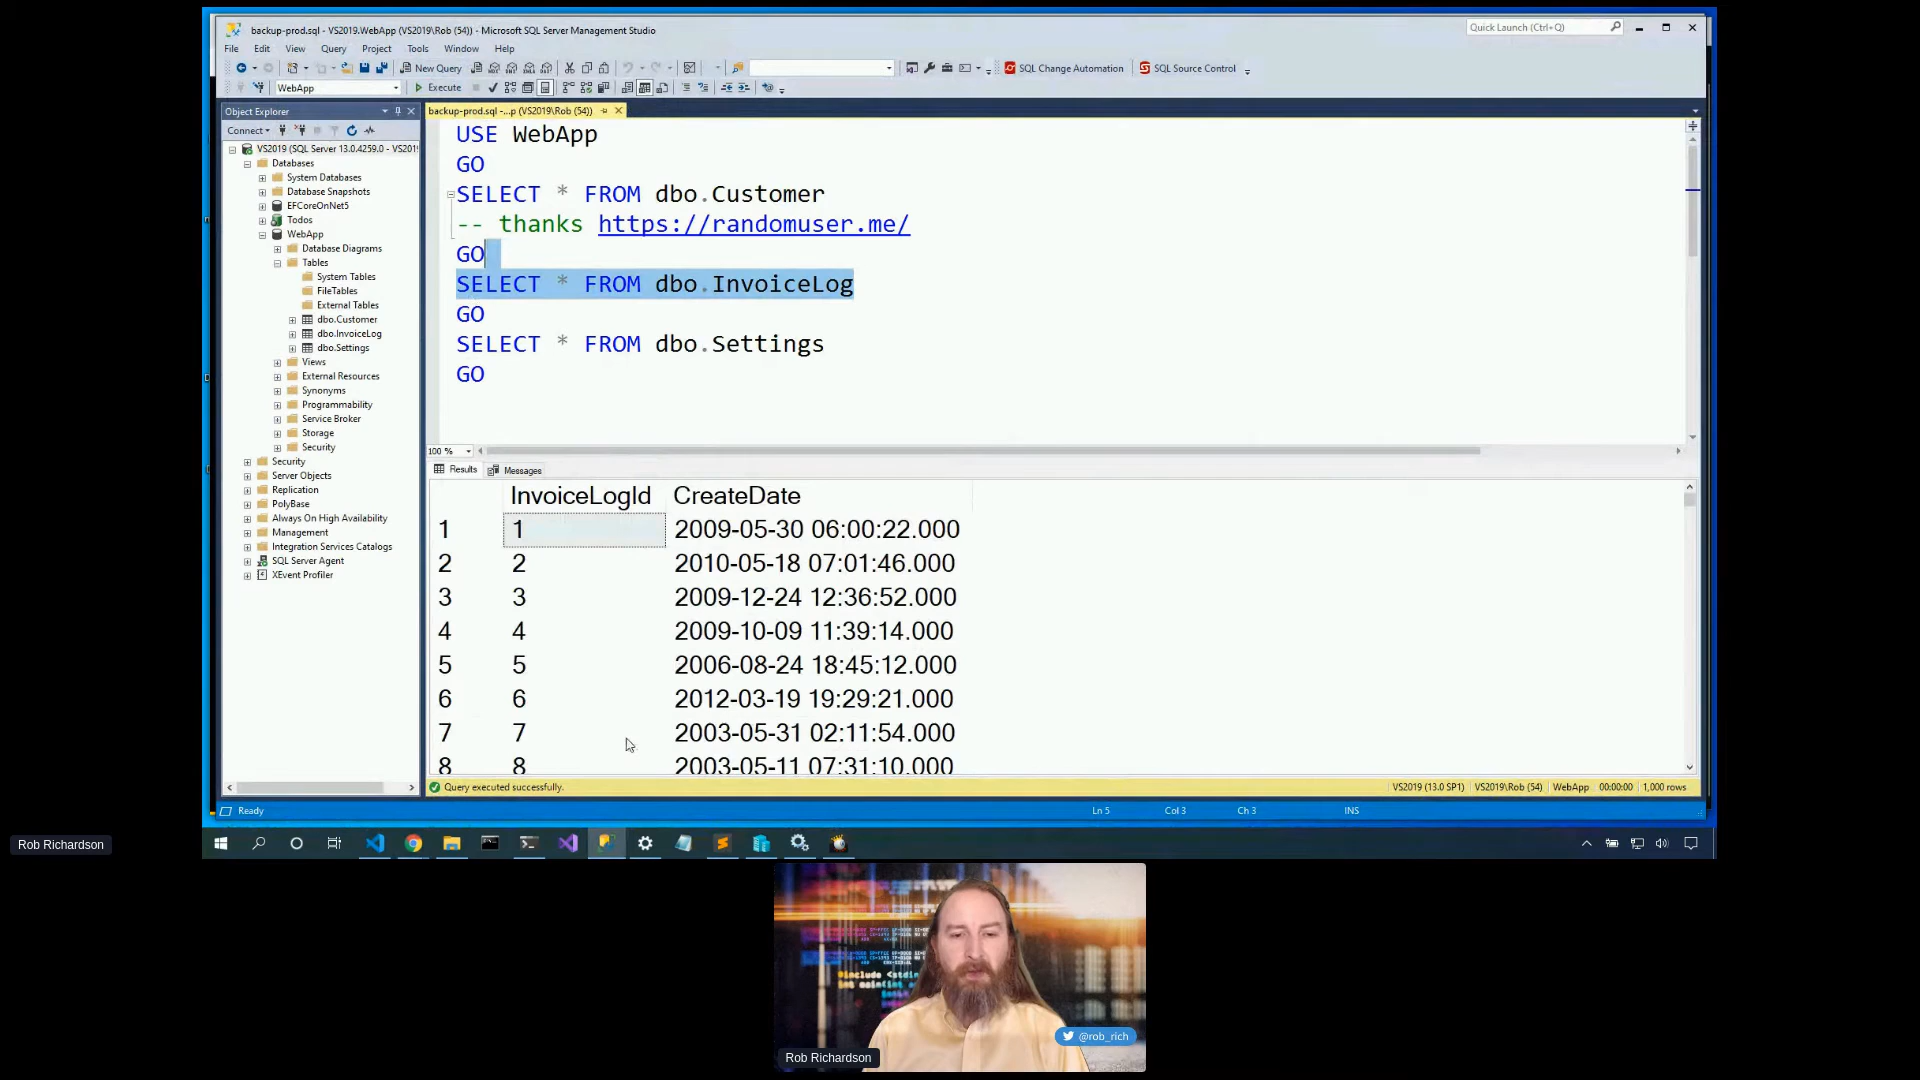 backup-prod.sql - VS2019.WebApp (VS2019\Rob (54)) - Microsoft SQL Server Management Studio
Quick Launch (Ctrl+Q)
File Edit View Query Project Tools Window Help
New Query
SQL Change Automation
SQL Source Control
WebApp
Execute
Object Explorer
backup-prod.sql -...p (VS2019\Rob (54))
Connect
VS2019 (SQL Server 13.0.4259.0 - VS2019
Databases
System Databases
Database Snapshots
EFCoreOnNet5
Todos
WebApp
Database Diagrams
Tables
System Tables
FileTables
External Tables
dbo.Customer
dbo.InvoiceLog
dbo.Settings
Views
External Resources
Synonyms
Programmability
Service Broker
Storage
Security
Security
Server Objects
Replication
PolyBase
Always On High Availability
Management
Integration Services Catalogs
SQL Server Agent
XEvent Profiler
USE WebApp
GO
SELECT * FROM dbo.Customer
-- thanks https://randomuser.me/
GO
SELECT * FROM dbo.InvoiceLog
GO
SELECT * FROM dbo.Settings
GO
100 %
Results Messages
InvoiceLogId CreateDate
1 1 2009-05-30 06:00:22.000
2 2 2010-05-18 07:01:46.000
3 3 2009-12-24 12:36:52.000
4 4 2009-10-09 11:39:14.000
5 5 2006-08-24 18:45:12.000
6 6 2012-03-19 19:29:21.000
7 7 2003-05-31 02:11:54.000
8 8 2003-05-11 07:31:10.000
Query executed successfully.
VS2019 (13.0 SP1) VS2019\Rob (54) WebApp 00:00:00 1,000 rows
Ready
Ln 5 Col 3 Ch 3 INS
Rob Richardson
@rob_rich
Rob Richardson